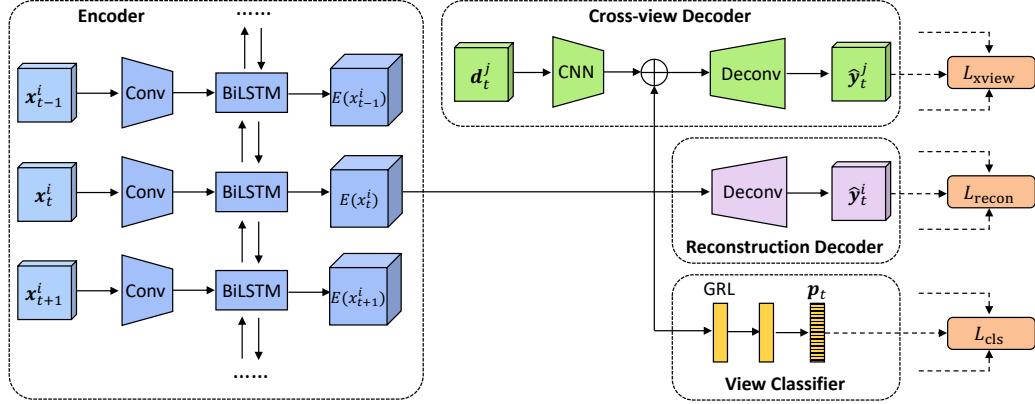 Encoder
……
x^i_{t-1}
Conv
BiLSTM
E(x^i_{t-1})
x^i_t
Conv
BiLSTM
E(x^i_t)
x^i_{t+1}
Conv
BiLSTM
E(x^i_{t+1})
……
Cross-view Decoder
d^j_t
CNN
Deconv
ŷ^j_t
L_xview
Deconv
ŷ^i_t
L_recon
Reconstruction Decoder
GRL
p_t
L_cls
View Classifier